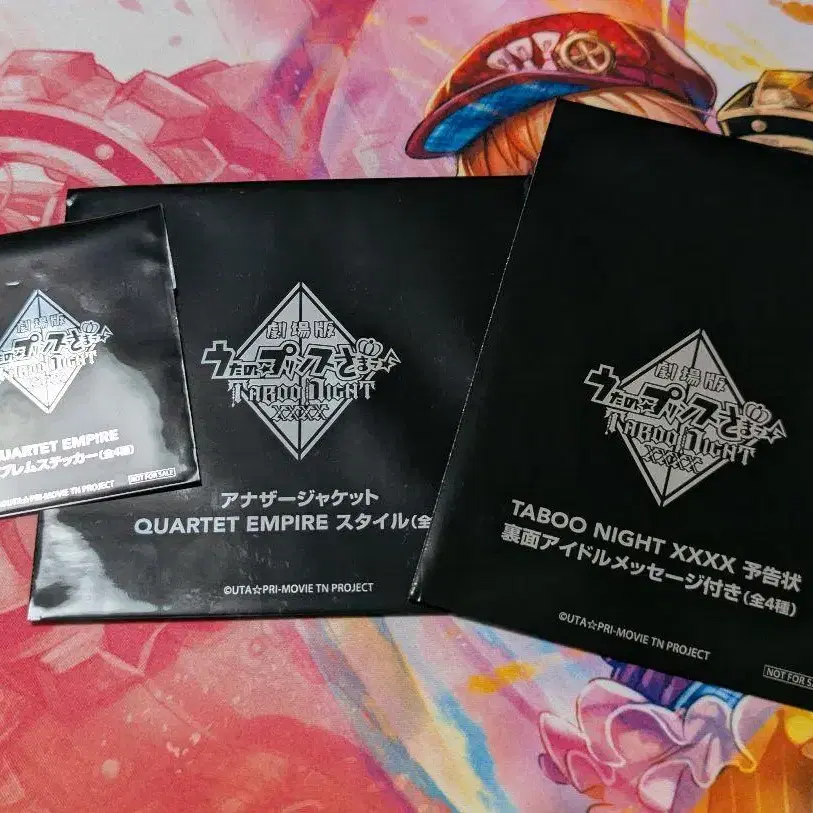 劇場版
プリンスさまっ
TABOO NIGHT
XXXX
QUARTET EMPIRE
ブレムステッカー(全4種)
NOT FOR SALE
©UTA☆PRI-MOVIE TN PROJECT
劇場版
うたの☆プリンスさまっ
TABOO NIGHT
XXXX
アナザージャケット
QUARTET EMPIRE スタイル(全
©UTA☆PRI-MOVIE TN PROJECT
劇場版
うたの☆プリンスさまっ
TABOO NIGHT
XXXX
TABOO NIGHT XXXX 予告状
裏面アイドルメッセージ付き(全4種)
©UTA☆PRI-MOVIE TN PROJECT
NOT FOR SA